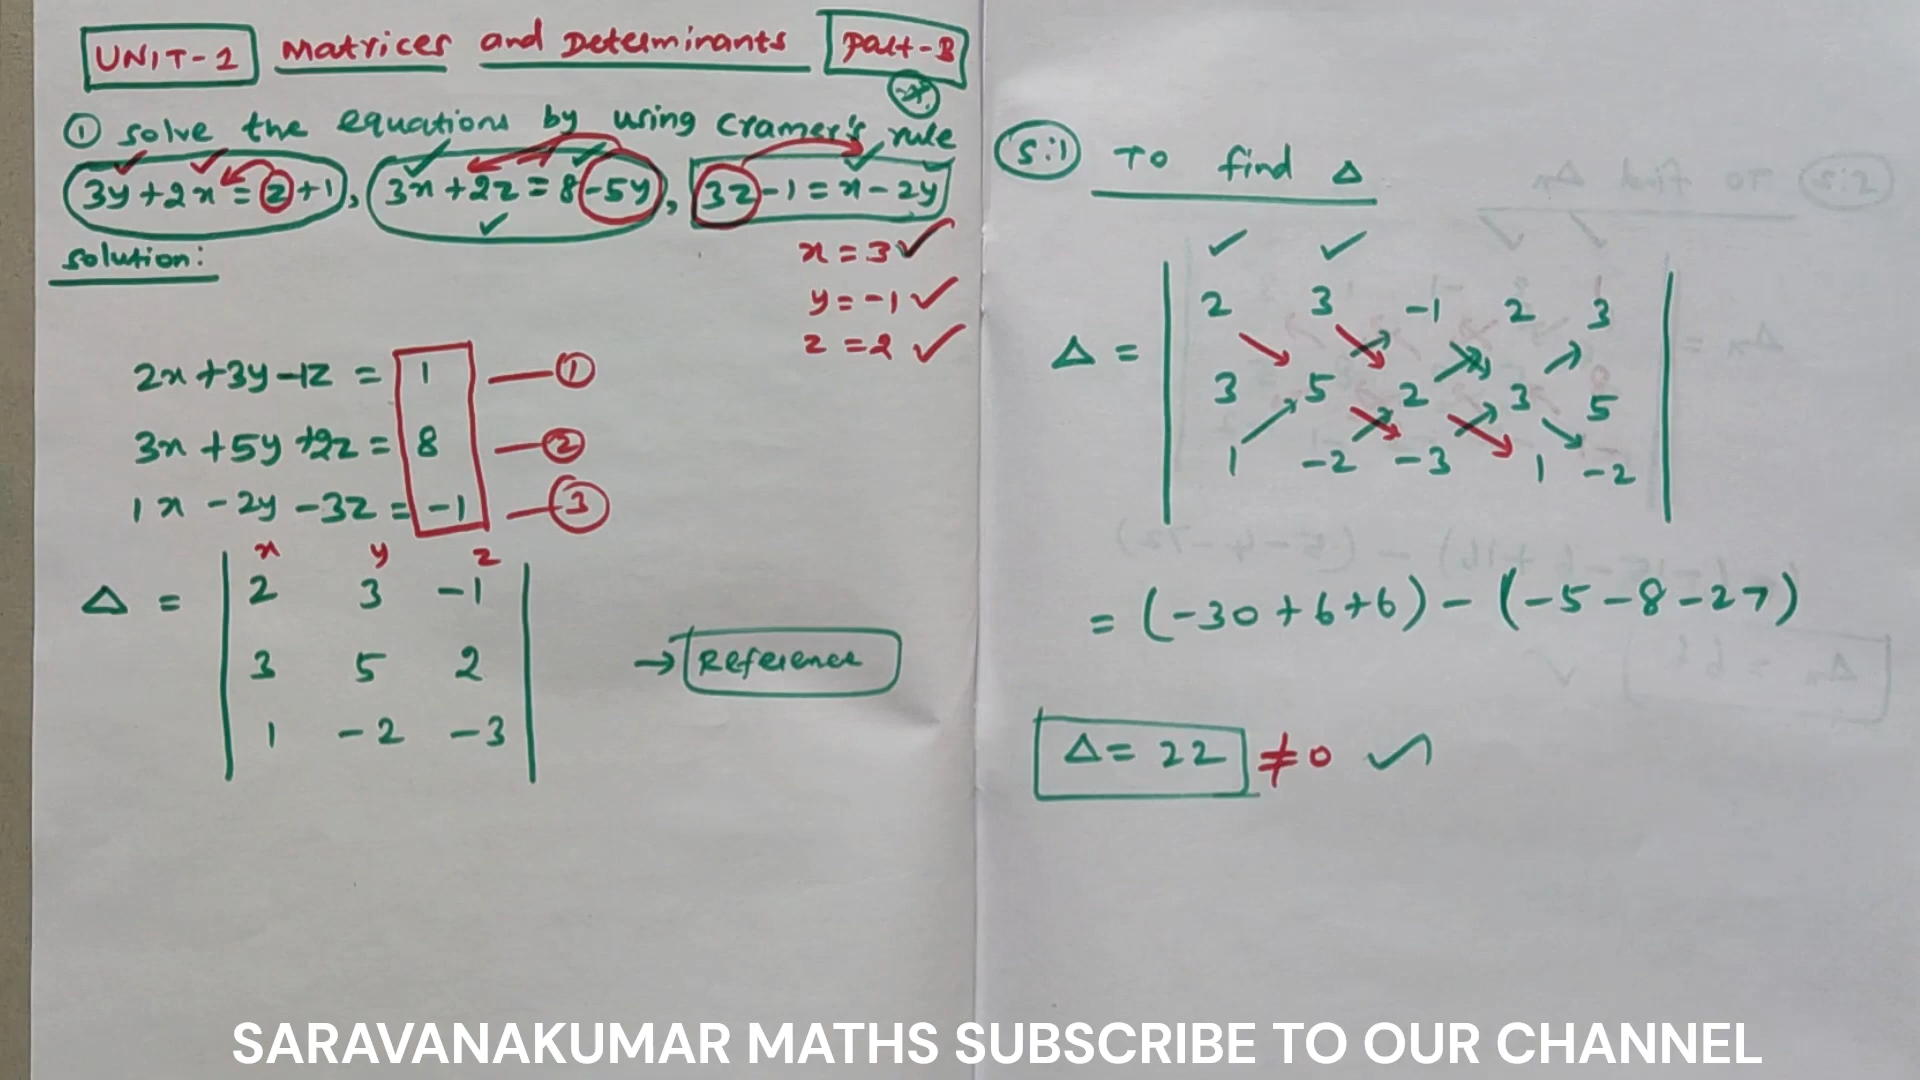 UNIT-1 Matrices and Determinants Part-B
① Solve the equations by using Cramer's rule
3y+2x=z+1, 3x+2z=8-5y, 3z-1=x-2y
Solution:
x=3✓
y=-1✓
z=2✓
2x+3y-1z = 1 — ①
3x+5y+2z = 8 — ②
1x-2y-3z = -1 — ③
x y z
Δ = | 2 3 -1 |
3 5 2
1 -2 -3
→ Reference
S:1 To find Δ
✓ ✓
2 3 -1 2 3
Δ =
3 5 2 3 5
1 -2 -3 1 -2
= (-30+6+6) - (-5-8-27)
Δ = 22 ≠ 0 ✓
SARAVANAKUMAR MATHS SUBSCRIBE TO OUR CHANNEL